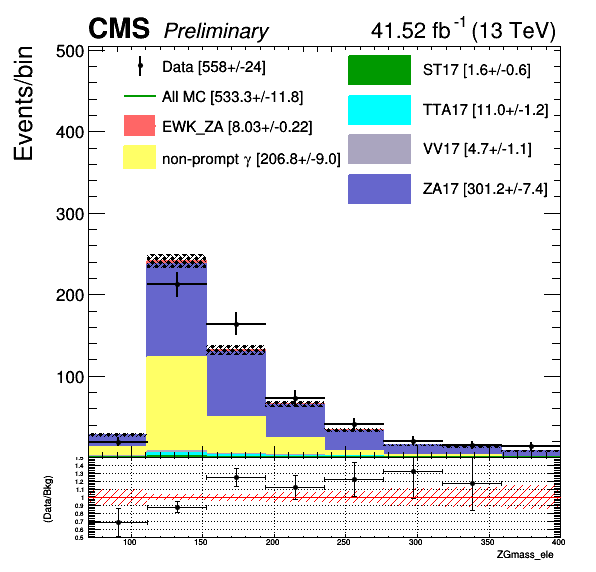 CMS Preliminary 41.52 fb⁻¹ (13 TeV)
Events/bin
500
400
300
200
100
Data [558+/-24]
All MC [533.3+/-11.8]
EWK_ZA [8.03+/-0.22]
non-prompt γ [206.8+/-9.0]
ST17 [1.6+/-0.6]
TTA17 [11.0+/-1.2]
VV17 [4.7+/-1.1]
ZA17 [301.2+/-7.4]
(Data/Bkg)
1.5
1.4
1.3
1.2
1.1
1
0.9
0.8
0.7
0.6
0.5
100 150 200 250 300 350 400
ZGmass_ele